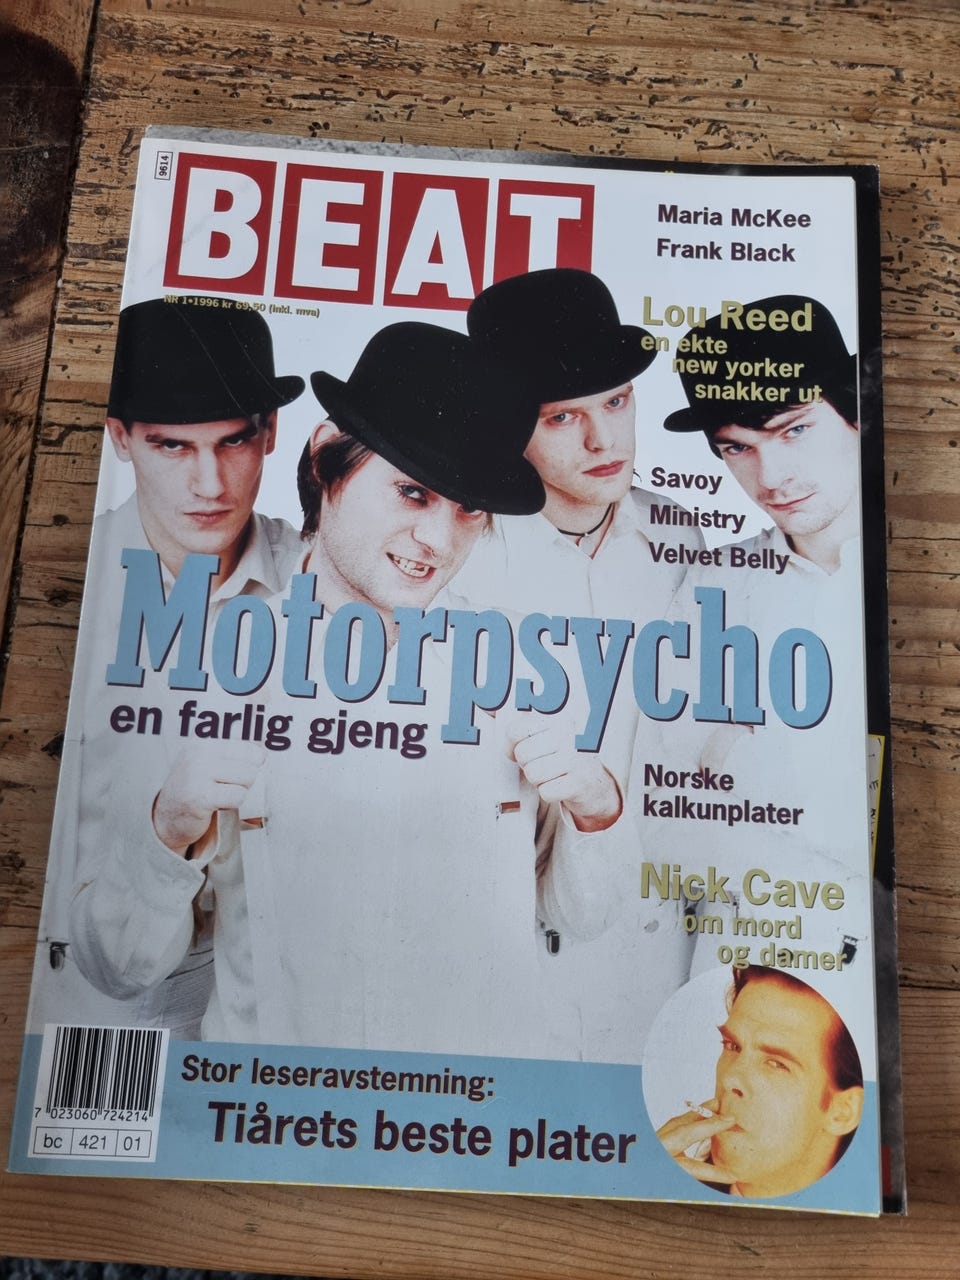 9614
BEAT
NR 1•1996 kr 69,50 (inkl. mva)
Maria McKee
Frank Black
Lou Reed
en ekte
new yorker
snakker ut
Savoy
Ministry
Velvet Belly
Motorpsycho
en farlig gjeng
Norske
kalkunplater
Nick Cave
om mord
og damer
Stor leseravstemning:
Tiårets beste plater
7 023060 724214
bc 421 01